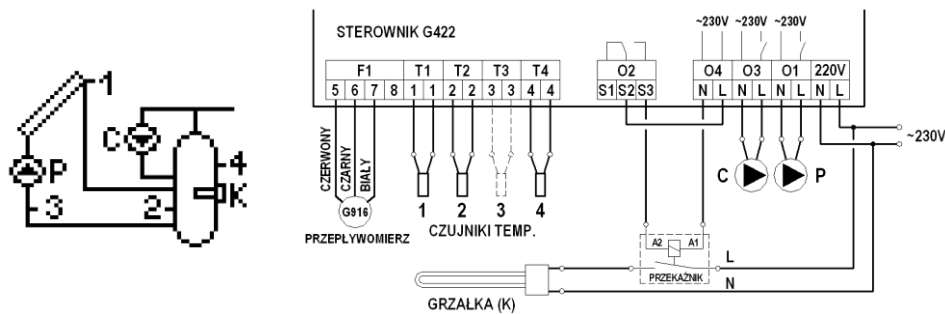 1
C
4
P
K
3
2
STEROWNIK G422
~230V ~230V ~230V
F1 T1 T2 T3 T4 O2 O4 O3 O1 220V
5 6 7 8 1 1 2 2 3 3 4 4 S1 S2 S3 N L N L N L N L
~230V
CZERWONY
CZARNY
BIAŁY
G916
PRZEPŁYWOMIERZ
1 2 3 4
CZUJNIKI TEMP.
C P
A2 A1
PRZEKAŹNIK
L
N
GRZAŁKA (K)